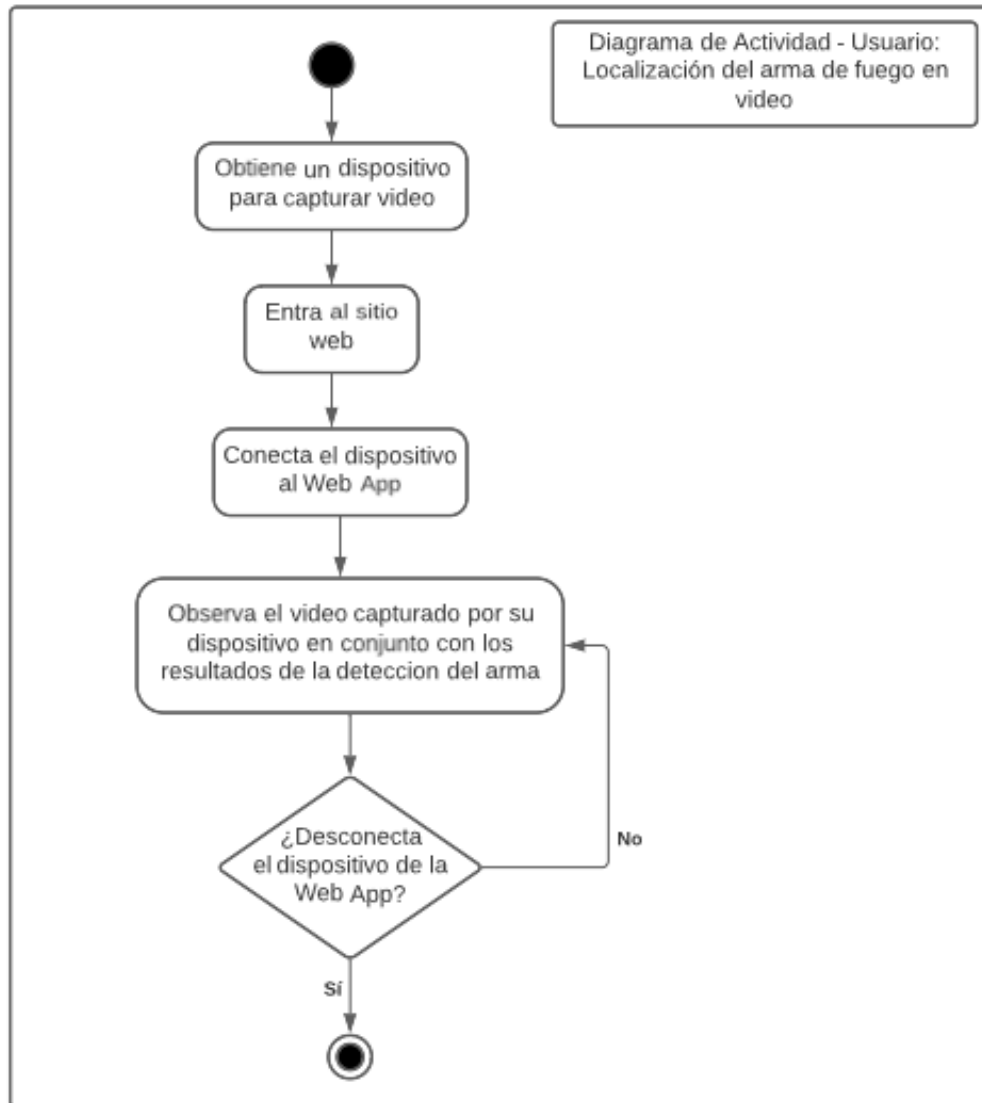 Diagrama de Actividad - Usuario:
Localización del arma de fuego en
video
Obtiene un dispositivo
para capturar video
Entra al sitio
web
Conecta el dispositivo
al Web App
Observa el video capturado por su
dispositivo en conjunto con los
resultados de la deteccion del arma
¿Desconecta
el dispositivo de la
Web App?
No
Sí